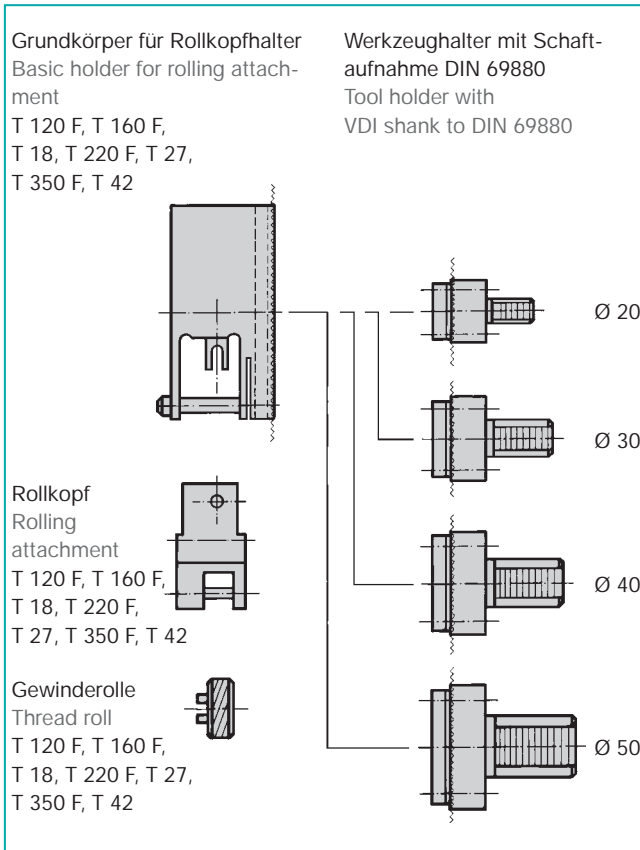 Grundkörper für Rollkopfhalter
Basic holder for rolling attach-
ment
T 120 F, T 160 F,
T 18, T 220 F, T 27,
T 350 F, T 42
Werkzeughalter mit Schaft-
aufnahme DIN 69880
Tool holder with
VDI shank to DIN 69880
Ø 20
Ø 30
Rollkopf
Rolling
attachment
T 120 F, T 160 F,
T 18, T 220 F,
T 27, T 350 F, T 42
Ø 40
Gewinderolle
Thread roll
T 120 F, T 160 F,
T 18, T 220 F, T 27,
T 350 F, T 42
Ø 50